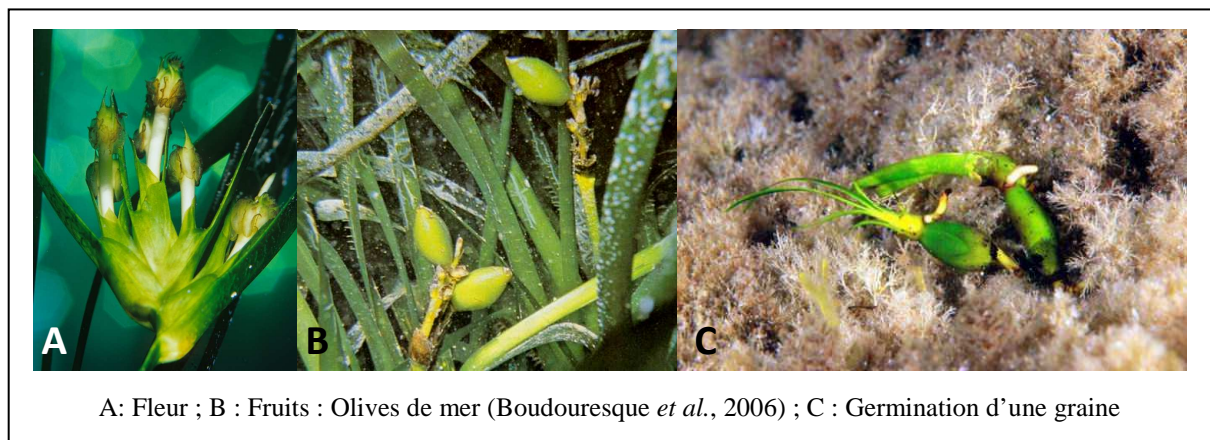 A
B
C
A: Fleur ; B : Fruits : Olives de mer (Boudouresque et al., 2006) ; C : Germination d’une graine